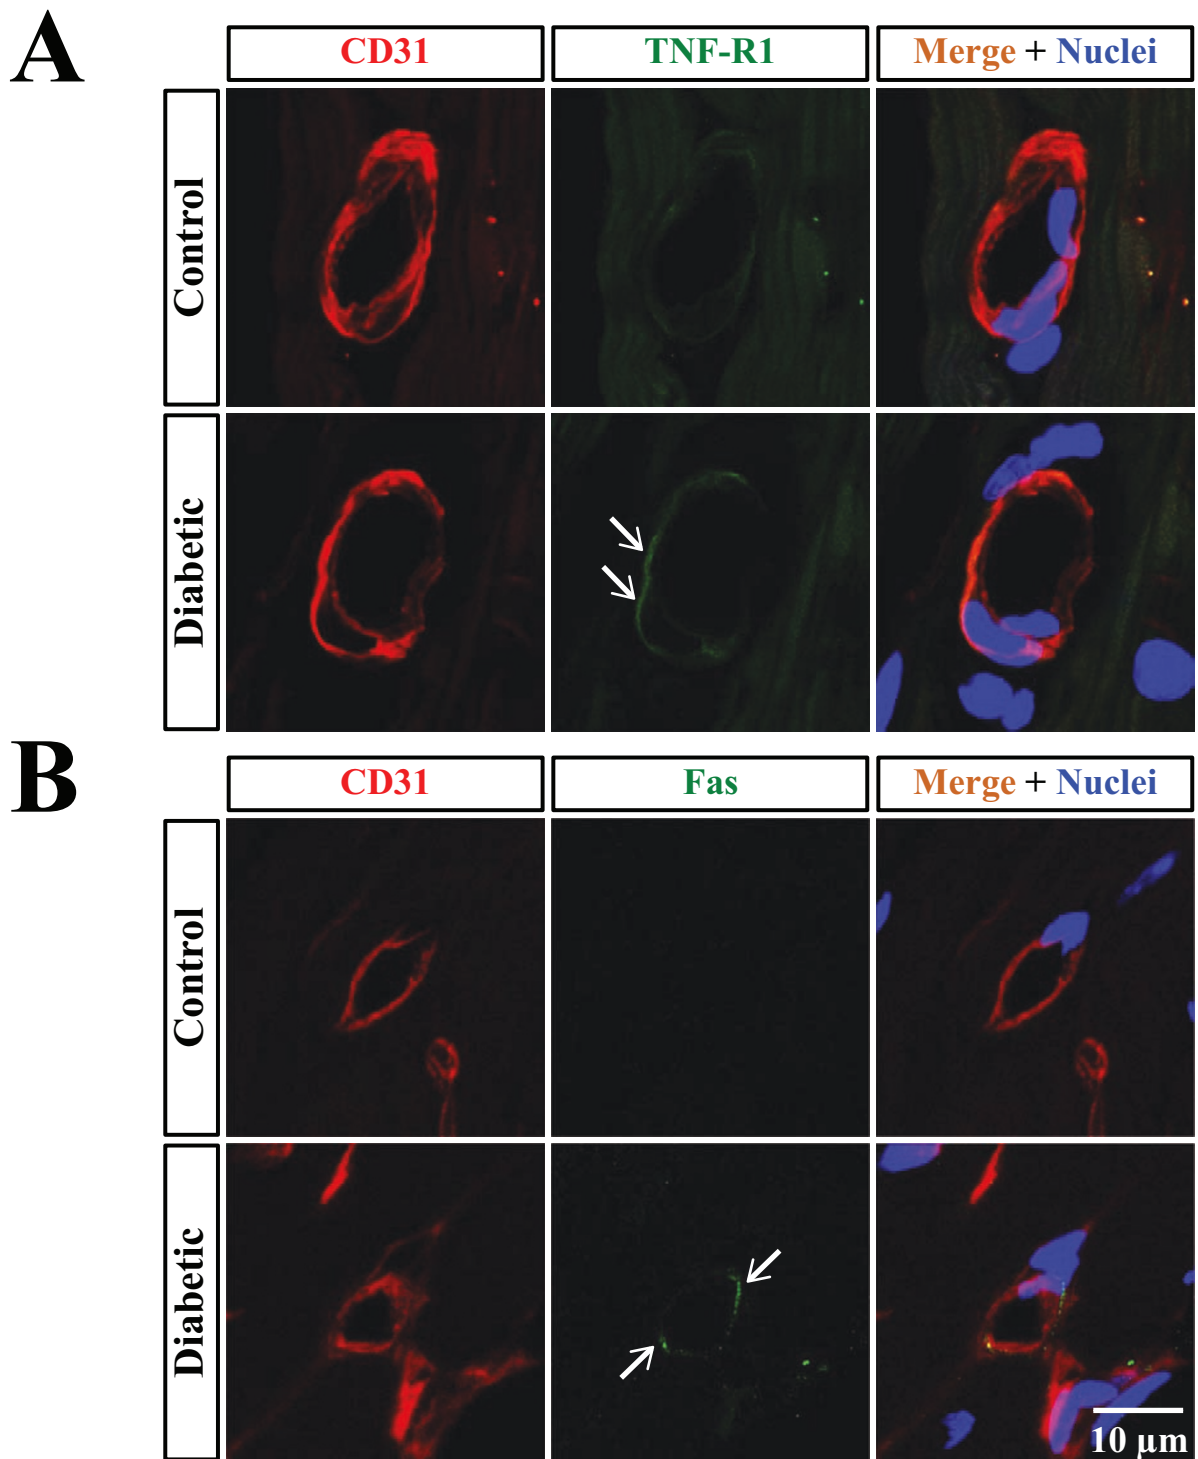 A
CD31
TNF-R1
Merge + Nuclei
Control
Diabetic
B
CD31
Fas
Merge + Nuclei
Control
Diabetic
10 µm